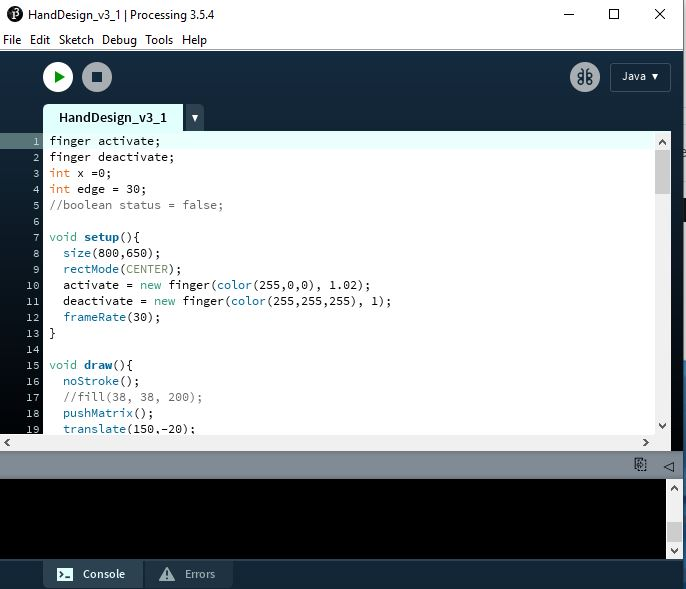 HandDesign_v3_1 | Processing 3.5.4
File Edit Sketch Debug Tools Help
Java ▼
HandDesign_v3_1 ▼
1 finger activate;
2 finger deactivate;
3 int x =0;
4 int edge = 30;
5 //boolean status = false;
6
7 void setup(){
8   size(800,650);
9   rectMode(CENTER);
10   activate = new finger(color(255,0,0), 1.02);
11   deactivate = new finger(color(255,255,255), 1);
12   frameRate(30);
13 }
14
15 void draw(){
16   noStroke();
17   //fill(38, 38, 200);
18   pushMatrix();
19   translate(150,-20);
Console Errors